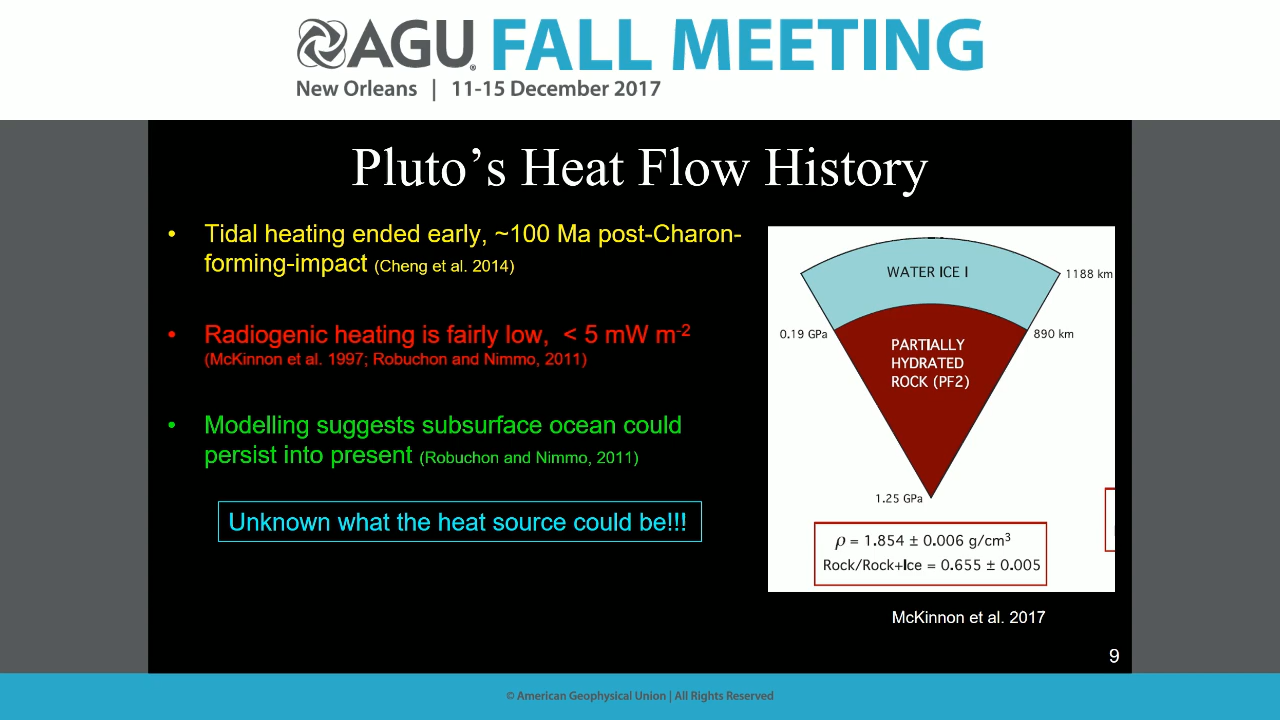 AGU FALL MEETING
New Orleans | 11-15 December 2017
Pluto's Heat Flow History
• Tidal heating ended early, ~100 Ma post-Charon-
forming-impact (Cheng et al. 2014)
• Radiogenic heating is fairly low, < 5 mW m⁻²
(McKinnon et al. 1997; Robuchon and Nimmo, 2011)
• Modelling suggests subsurface ocean could
persist into present (Robuchon and Nimmo, 2011)
Unknown what the heat source could be!!!
WATER ICE I
1188 km
0.19 GPa
890 km
PARTIALLY
HYDRATED
ROCK (PF2)
1.25 GPa
ρ = 1.854 ± 0.006 g/cm³
Rock/Rock+Ice = 0.655 ± 0.005
McKinnon et al. 2017
9
© American Geophysical Union | All Rights Reserved